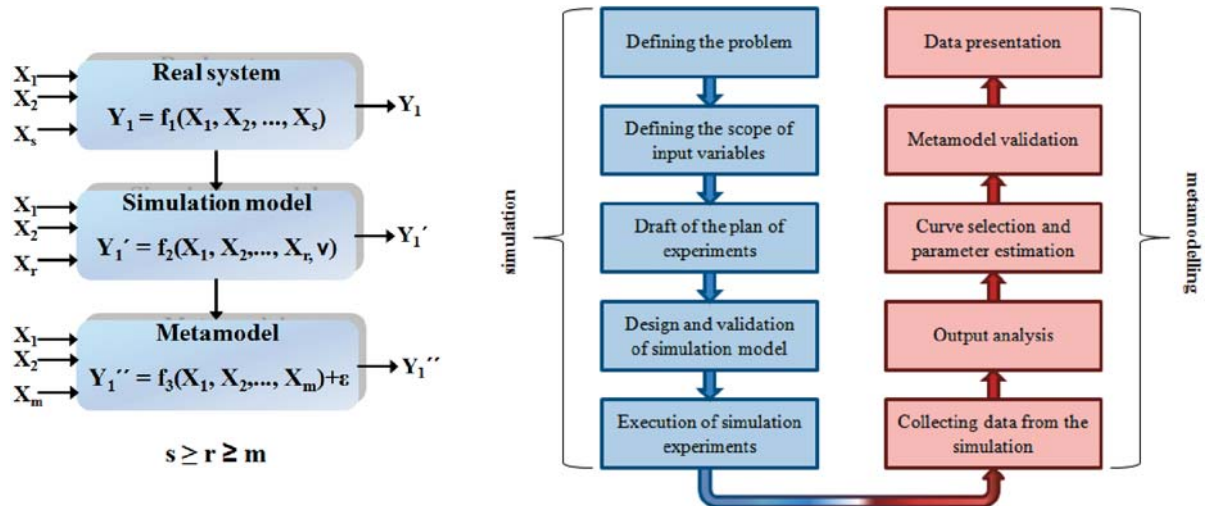 Real system
X₁
X₂
Xₛ
Y₁ = f₁(X₁, X₂, ..., Xₛ)
Y₁
Simulation model
X₁
X₂
Xᵣ
Y₁´ = f₂(X₁, X₂,..., Xᵣ, v)
Y₁´
Metamodel
X₁
X₂
Xₘ
Y₁´´ = f₃(X₁, X₂,..., Xₘ)+ε
Y₁´´
s ≥ r ≥ m
simulation
Defining the problem
Defining the scope of
input variables
Draft of the plan of
experiments
Design and validation
of simulation model
Execution of simulation
experiments
Data presentation
Metamodel validation
Curve selection and
parameter estimation
Output analysis
Collecting data from the
simulation
metamodelling